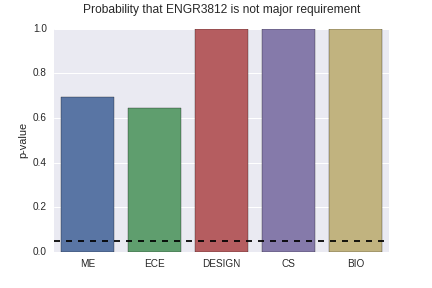 Probability that ENGR3812 is not major requirement
1.0
0.8
0.6
0.4
0.2
0.0
p-value
ME ECE DESIGN CS BIO